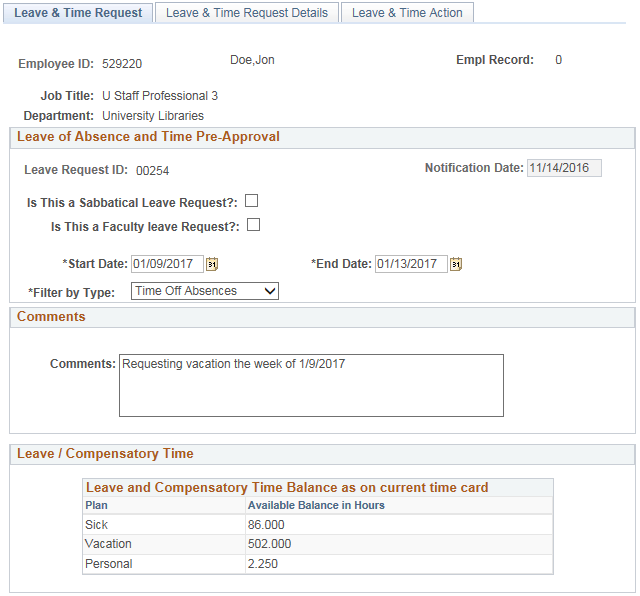 Leave & Time Request Leave & Time Request Details Leave & Time Action
Employee ID: 529220 Doe,Jon Empl Record: 0
Job Title: U Staff Professional 3
Department: University Libraries
Leave of Absence and Time Pre-Approval
Leave Request ID: 00254 Notification Date: 11/14/2016
Is This a Sabbatical Leave Request?:
Is This a Faculty leave Request?:
*Start Date: 01/09/2017 31 *End Date: 01/13/2017 31
*Filter by Type: Time Off Absences
Comments
Comments: Requesting vacation the week of 1/9/2017
Leave / Compensatory Time
Leave and Compensatory Time Balance as on current time card
Plan Available Balance in Hours
Sick 86.000
Vacation 502.000
Personal 2.250